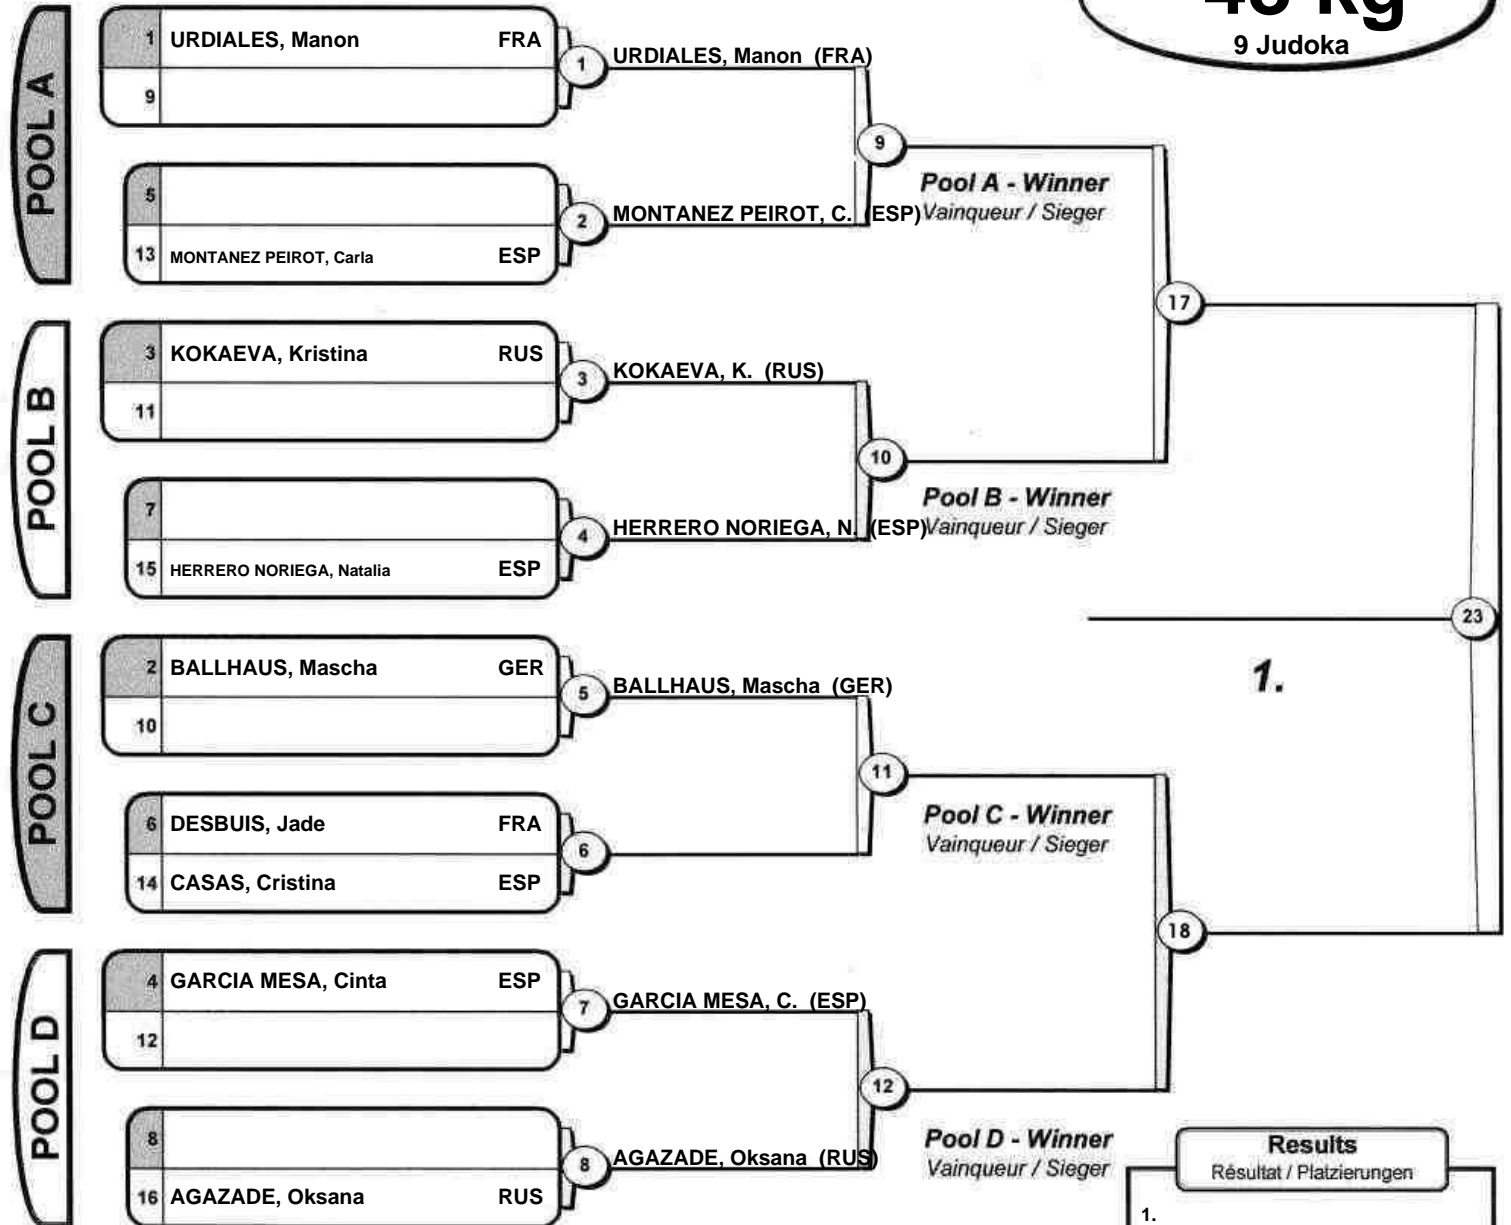 48 kg
9 Judoka
POOL A
1 URDIALES, Manon FRA
9
1
URDIALES, Manon (FRA)
5
13 MONTANEZ PEIROT, Carla ESP
2
MONTANEZ PEIROT, C. (ESP)
9
Pool A - Winner
Vainqueur / Sieger
17
POOL B
3 KOKAEVA, Kristina RUS
11
3
KOKAEVA, K. (RUS)
7
15 HERRERO NORIEGA, Natalia ESP
4
HERRERO NORIEGA, N. (ESP)
10
Pool B - Winner
Vainqueur / Sieger
23
1.
POOL C
2 BALLHAUS, Mascha GER
10
5
BALLHAUS, Mascha (GER)
6 DESBUIS, Jade FRA
14 CASAS, Cristina ESP
6
11
Pool C - Winner
Vainqueur / Sieger
18
POOL D
4 GARCIA MESA, Cinta ESP
12
7
GARCIA MESA, C. (ESP)
8
16 AGAZADE, Oksana RUS
8
AGAZADE, Oksana (RUS)
12
Pool D - Winner
Vainqueur / Sieger
Results
Résultat / Platzierungen
1.